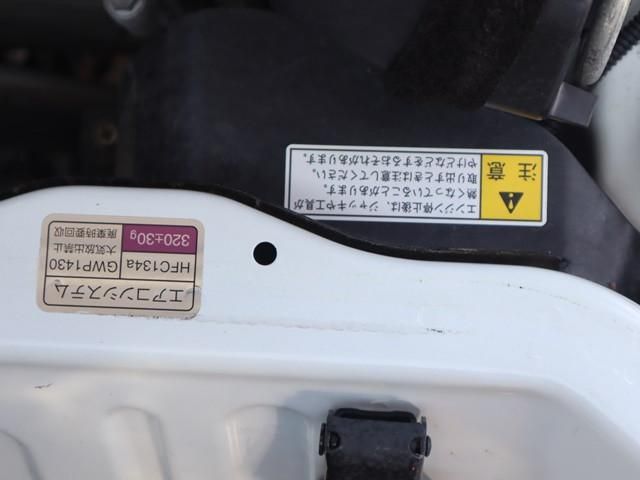 エンジン停止後は、ジャッキや工具が
熱くなっていることがあります。
取り出すときは注意してください。
やけどなどをするおそれがあります。
注意
エアコンシステム
HFC134a
GWP1430
320±30g
大気放出禁止
廃棄時要回収